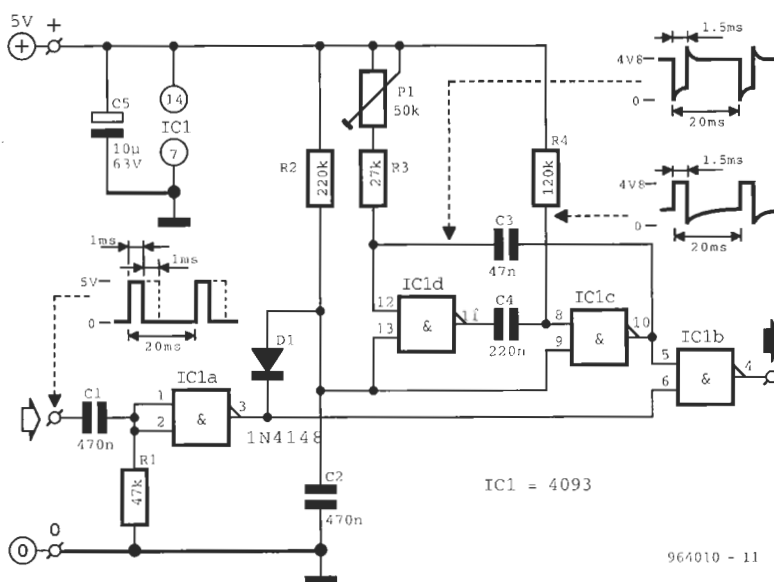 5V +
14
IC1
7
C5
10µ
63V
R2
220k
P1
50k
R3
27k
R4
120k
1.5ms
4V8
0
20ms
1.5ms
4V8
0
20ms
C3
47n
1ms
1ms
5V
0
20ms
D1
1N4148
IC1d
12
13
&
11
C4
220n
IC1c
8
9
&
10
IC1b
5
6
&
4
C1
470n
IC1a
1
2
&
3
R1
47k
C2
470n
IC1 = 4093
0 0
964010 - 11